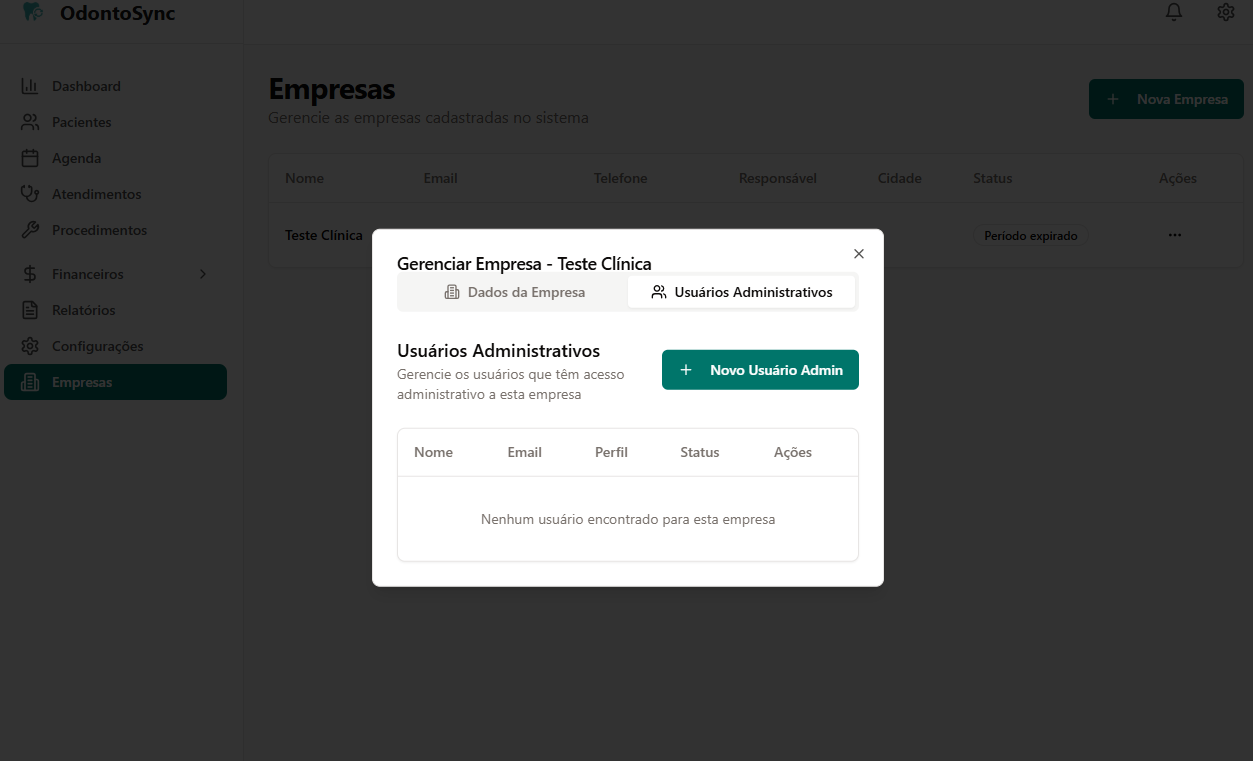 OdontoSync
Dashboard
Pacientes
Agenda
Atendimentos
Procedimentos
Financeiros
Relatórios
Configurações
Empresas
Empresas
Gerencie as empresas cadastradas no sistema
Nova Empresa
Nome Email Telefone Responsável Cidade Status Ações
Teste Clínica Período expirado
Gerenciar Empresa - Teste Clínica
Dados da Empresa Usuários Administrativos
Usuários Administrativos
Gerencie os usuários que têm acesso
administrativo a esta empresa
Novo Usuário Admin
Nome Email Perfil Status Ações
Nenhum usuário encontrado para esta empresa